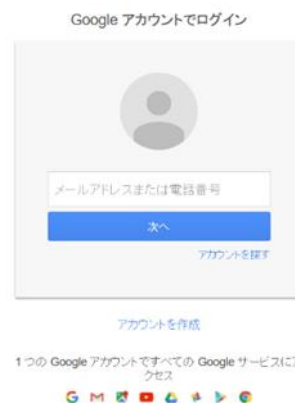 Google アカウントでログイン
メールアドレスまたは電話番号
次へ
アカウントを探す
アカウントを作成
1 つの Google アカウントですべての Google サービスにア
クセス